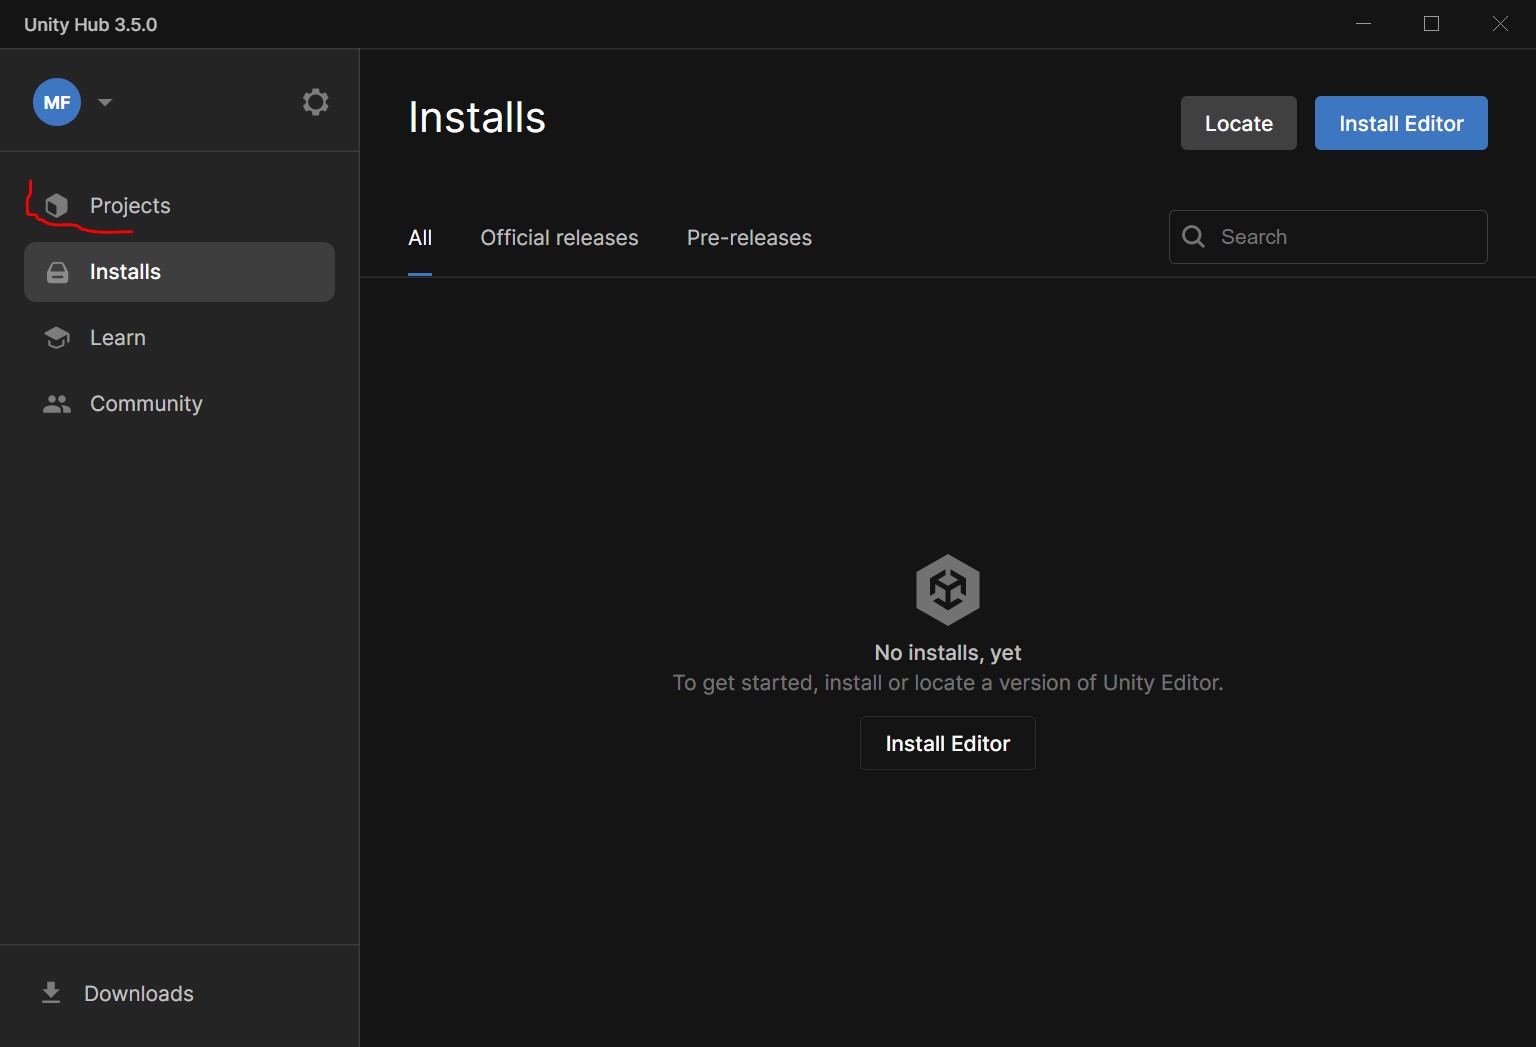 Unity Hub 3.5.0
MF
Projects
Installs
Learn
Community
Downloads
Installs
Locate
Install Editor
All
Official releases
Pre-releases
Search
No installs, yet
To get started, install or locate a version of Unity Editor.
Install Editor